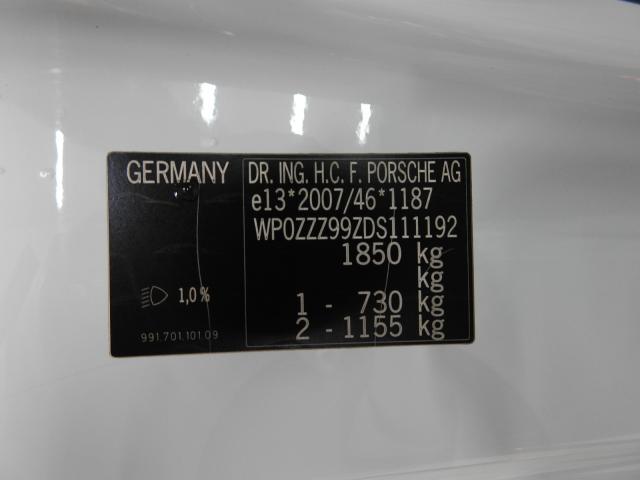 GERMANY
DR. ING. H.C. F. PORSCHE AG
e13*2007/46*1187
WP0ZZZ99ZDS111192
1850 kg
kg
1 - 730 kg
2 - 1155 kg
1,0%
991.701.101.09